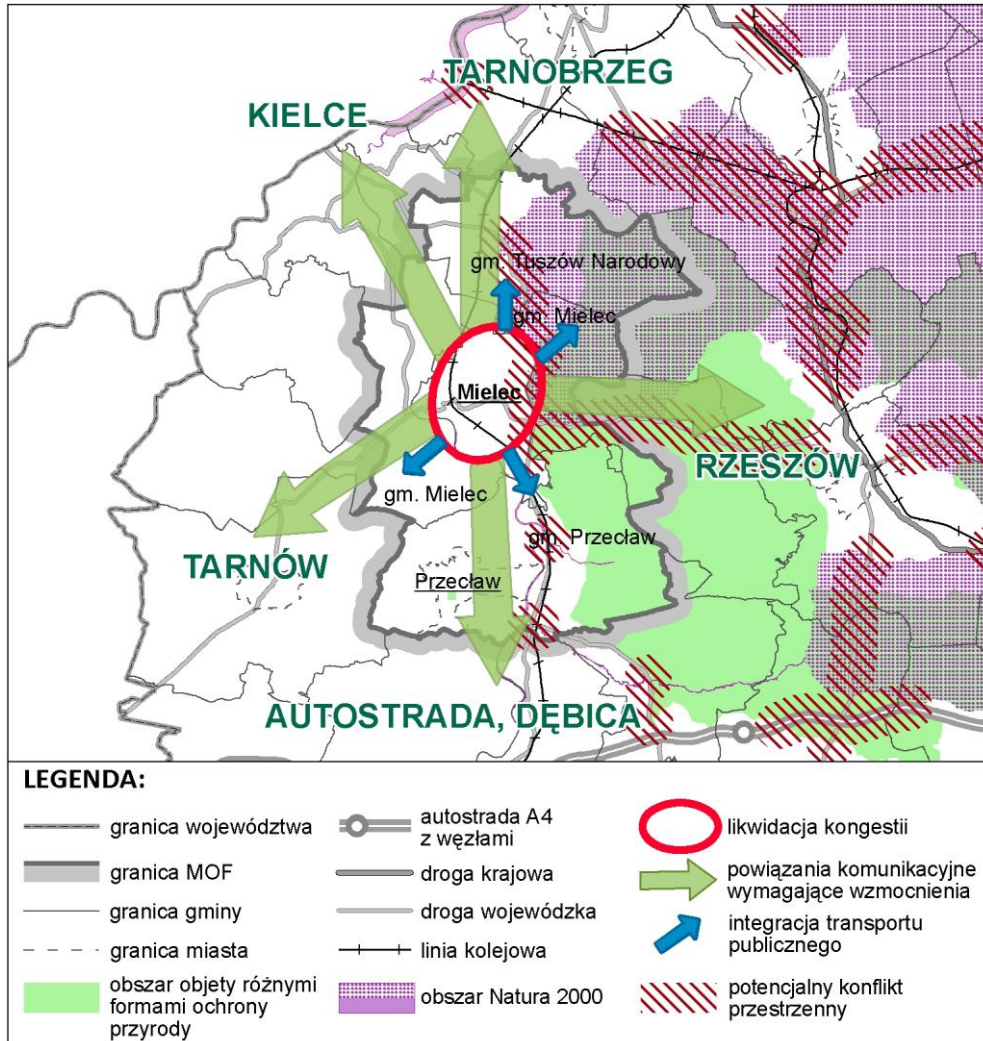 TARNOBRZEG
KIELCE
gm. Tuszów Narodowy
gm. Mielec
Mielec
RZESZÓW
gm. Mielec
gm. Przecław
TARNÓW
Przecław
AUTOSTRADA, DĘBICA
LEGENDA:
granica województwa
granica MOF
granica gminy
granica miasta
obszar objety różnymi
formami ochrony
przyrody
autostrada A4
z węzłami
droga krajowa
droga wojewódzka
linia kolejowa
obszar Natura 2000
likwidacja kongestii
powiązania komunikacyjne
wymagające wzmocnienia
integracja transportu
publicznego
potencjalny konflikt
przestrzenny